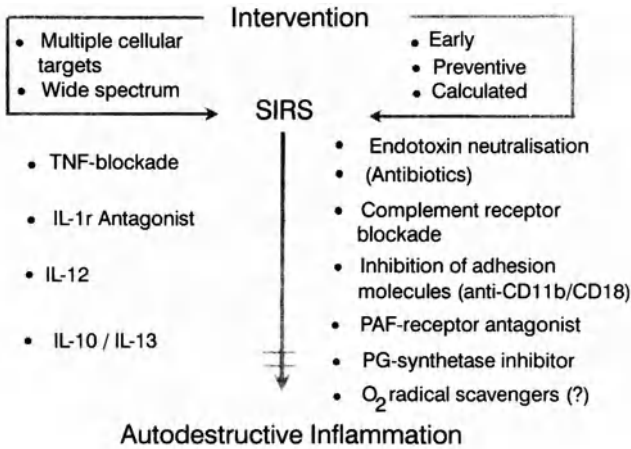 Intervention
• Multiple cellular
targets
• Wide spectrum
• Early
• Preventive
• Calculated
SIRS
• TNF-blockade
• IL-1r Antagonist
• IL-12
• IL-10 / IL-13
• Endotoxin neutralisation
• (Antibiotics)
• Complement receptor
blockade
• Inhibition of adhesion
molecules (anti-CD11b/CD18)
• PAF-receptor antagonist
• PG-synthetase inhibitor
• O2 radical scavengers (?)
Autodestructive Inflammation